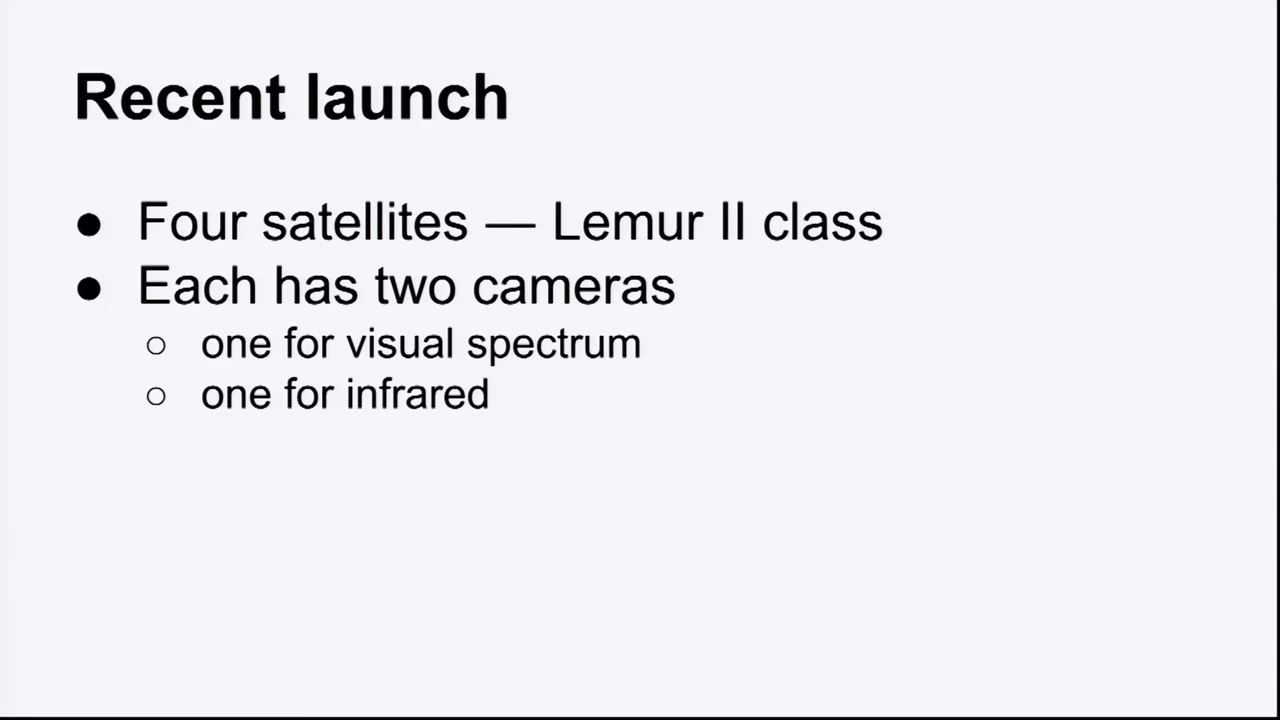 Recent launch
● Four satellites — Lemur II class
● Each has two cameras
○ one for visual spectrum
○ one for infrared